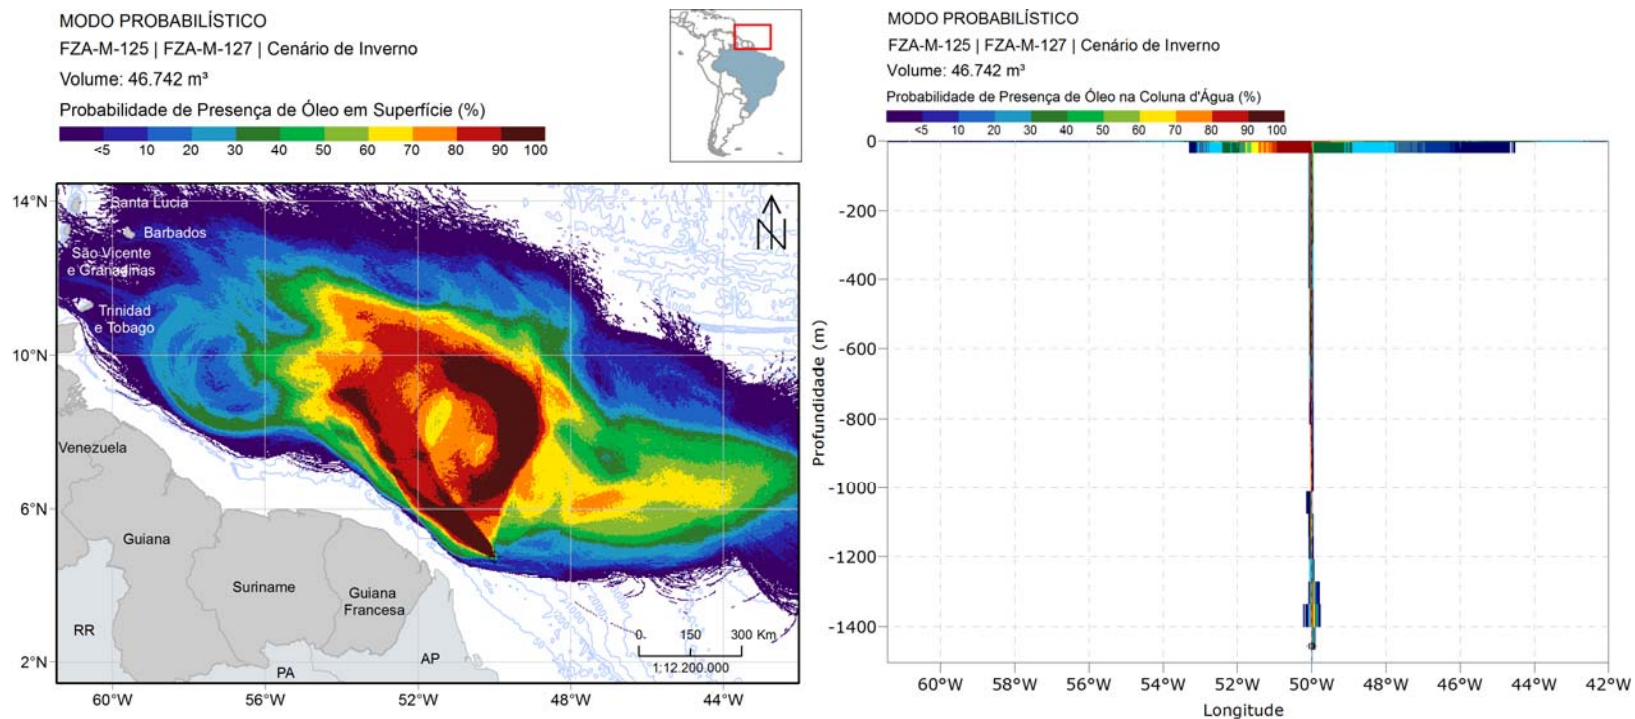 MODO PROBABILÍSTICO
FZA-M-125 | FZA-M-127 | Cenário de Inverno
Volume: 46.742 m³
Probabilidade de Presença de Óleo em Superfície (%)
<5 10 20 30 40 50 60 70 80 90 100
14°N
10°N
6°N
2°N
Santa Lucia
Barbados
São Vicente
e Granadinas
Trinidad
e Tobago
Venezuela
Guiana
Suriname
Guiana
Francesa
RR
PA
AP
N
0 150 300 Km
1:12.200.000
60°W 56°W 52°W 48°W 44°W
MODO PROBABILÍSTICO
FZA-M-125 | FZA-M-127 | Cenário de Inverno
Volume: 46.742 m³
Probabilidade de Presença de Óleo na Coluna d'Água (%)
<5 10 20 30 40 50 60 70 80 90 100
Profundidade (m)
0
-200
-400
-600
-800
-1000
-1200
-1400
60°W 58°W 56°W 54°W 52°W 50°W 48°W 46°W 44°W 42°W
Longitude